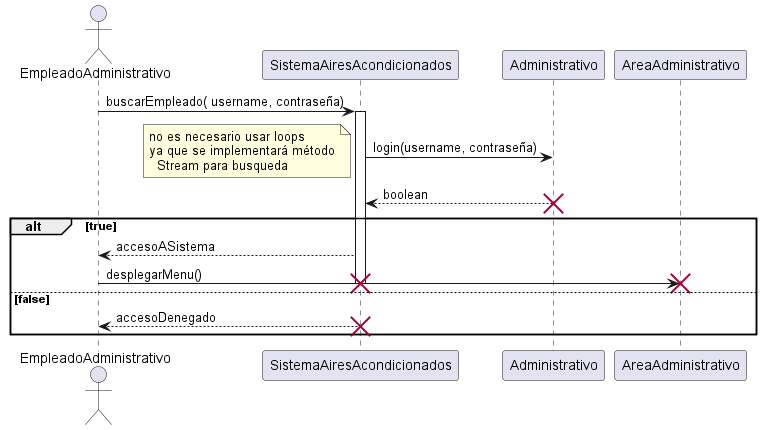 EmpleadoAdministrativo
SistemaAiresAcondicionados
Administrativo
AreaAdministrativo
buscarEmpleado( username, contraseña)
no es necesario usar loops
ya que se implementará método
Stream para busqueda
login(username, contraseña)
boolean
alt
[true]
accesoASistema
desplegarMenu()
[false]
accesoDenegado
EmpleadoAdministrativo
SistemaAiresAcondicionados
Administrativo
AreaAdministrativo